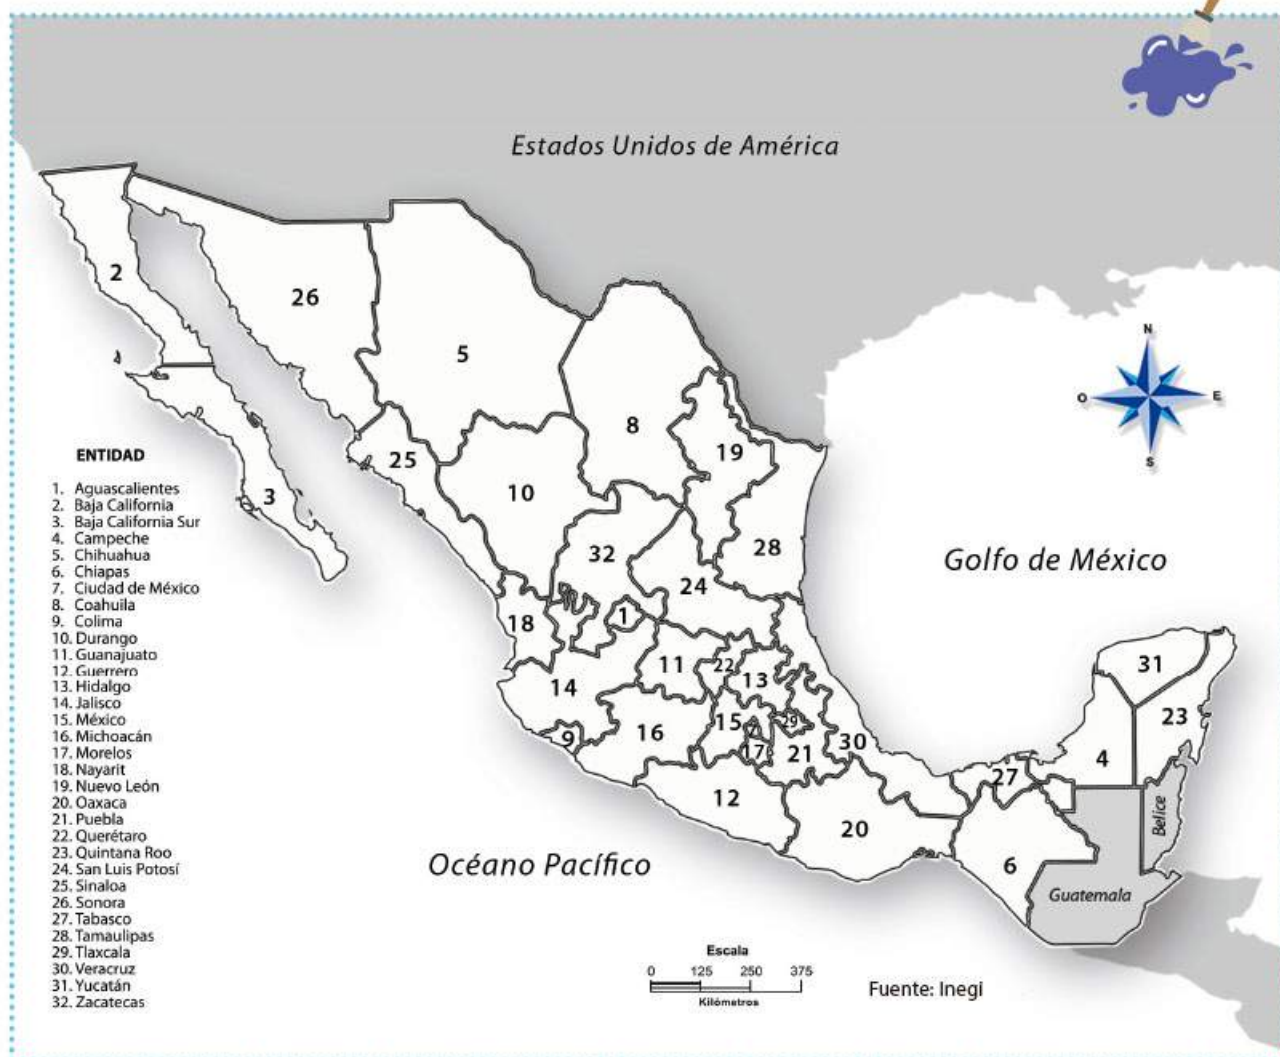 Estados Unidos de América
N
O
E
S
2
26
5
8
19
25
3
10
28
32
24
Golfo de México
1
18
11
22
13
31
14
23
15
7
29
9
16
17
21
30
4
27
12
20
Belice
6
Océano Pacífico
Guatemala
ENTIDAD
1. Aguascalientes
2. Baja California
3. Baja California Sur
4. Campeche
5. Chihuahua
6. Chiapas
7. Ciudad de México
8. Coahuila
9. Colima
10. Durango
11. Guanajuato
12. Guerrero
13. Hidalgo
14. Jalisco
15. México
16. Michoacán
17. Morelos
18. Nayarit
19. Nuevo León
20. Oaxaca
21. Puebla
22. Querétaro
23. Quintana Roo
24. San Luis Potosí
25. Sinaloa
26. Sonora
27. Tabasco
28. Tamaulipas
29. Tlaxcala
30. Veracruz
31. Yucatán
32. Zacatecas
Escala
0 125 250 375
Kilómetros
Fuente: Inegi